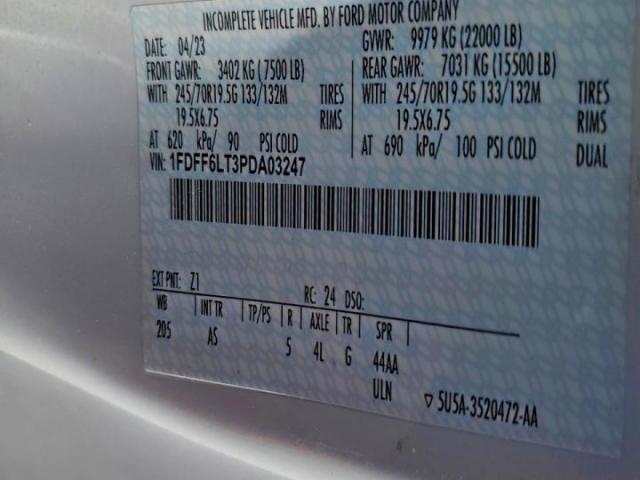 INCOMPLETE VEHICLE MFD. BY FORD MOTOR COMPANY
DATE: 04/23 GVWR: 9979 KG (22000 LB)
FRONT GAWR: 3402 KG (7500 LB) REAR GAWR: 7031 KG (15500 LB)
WITH 245/70R19.5G 133/132M TIRES WITH 245/70R19.5G 133/132M TIRES
19.5X6.75 RIMS 19.5X6.75 RIMS
AT 620 kPa/ 90 PSI COLD AT 690 kPa/ 100 PSI COLD DUAL
VIN: 1FDFF6LT3PDA03247
EXT PNT: Z1 RC: 24 DSO:
WB INT TR TP/PS R AXLE TR SPR
205 AS 5 4L G 44AA
ULN
▽ 5U5A-3520472-AA